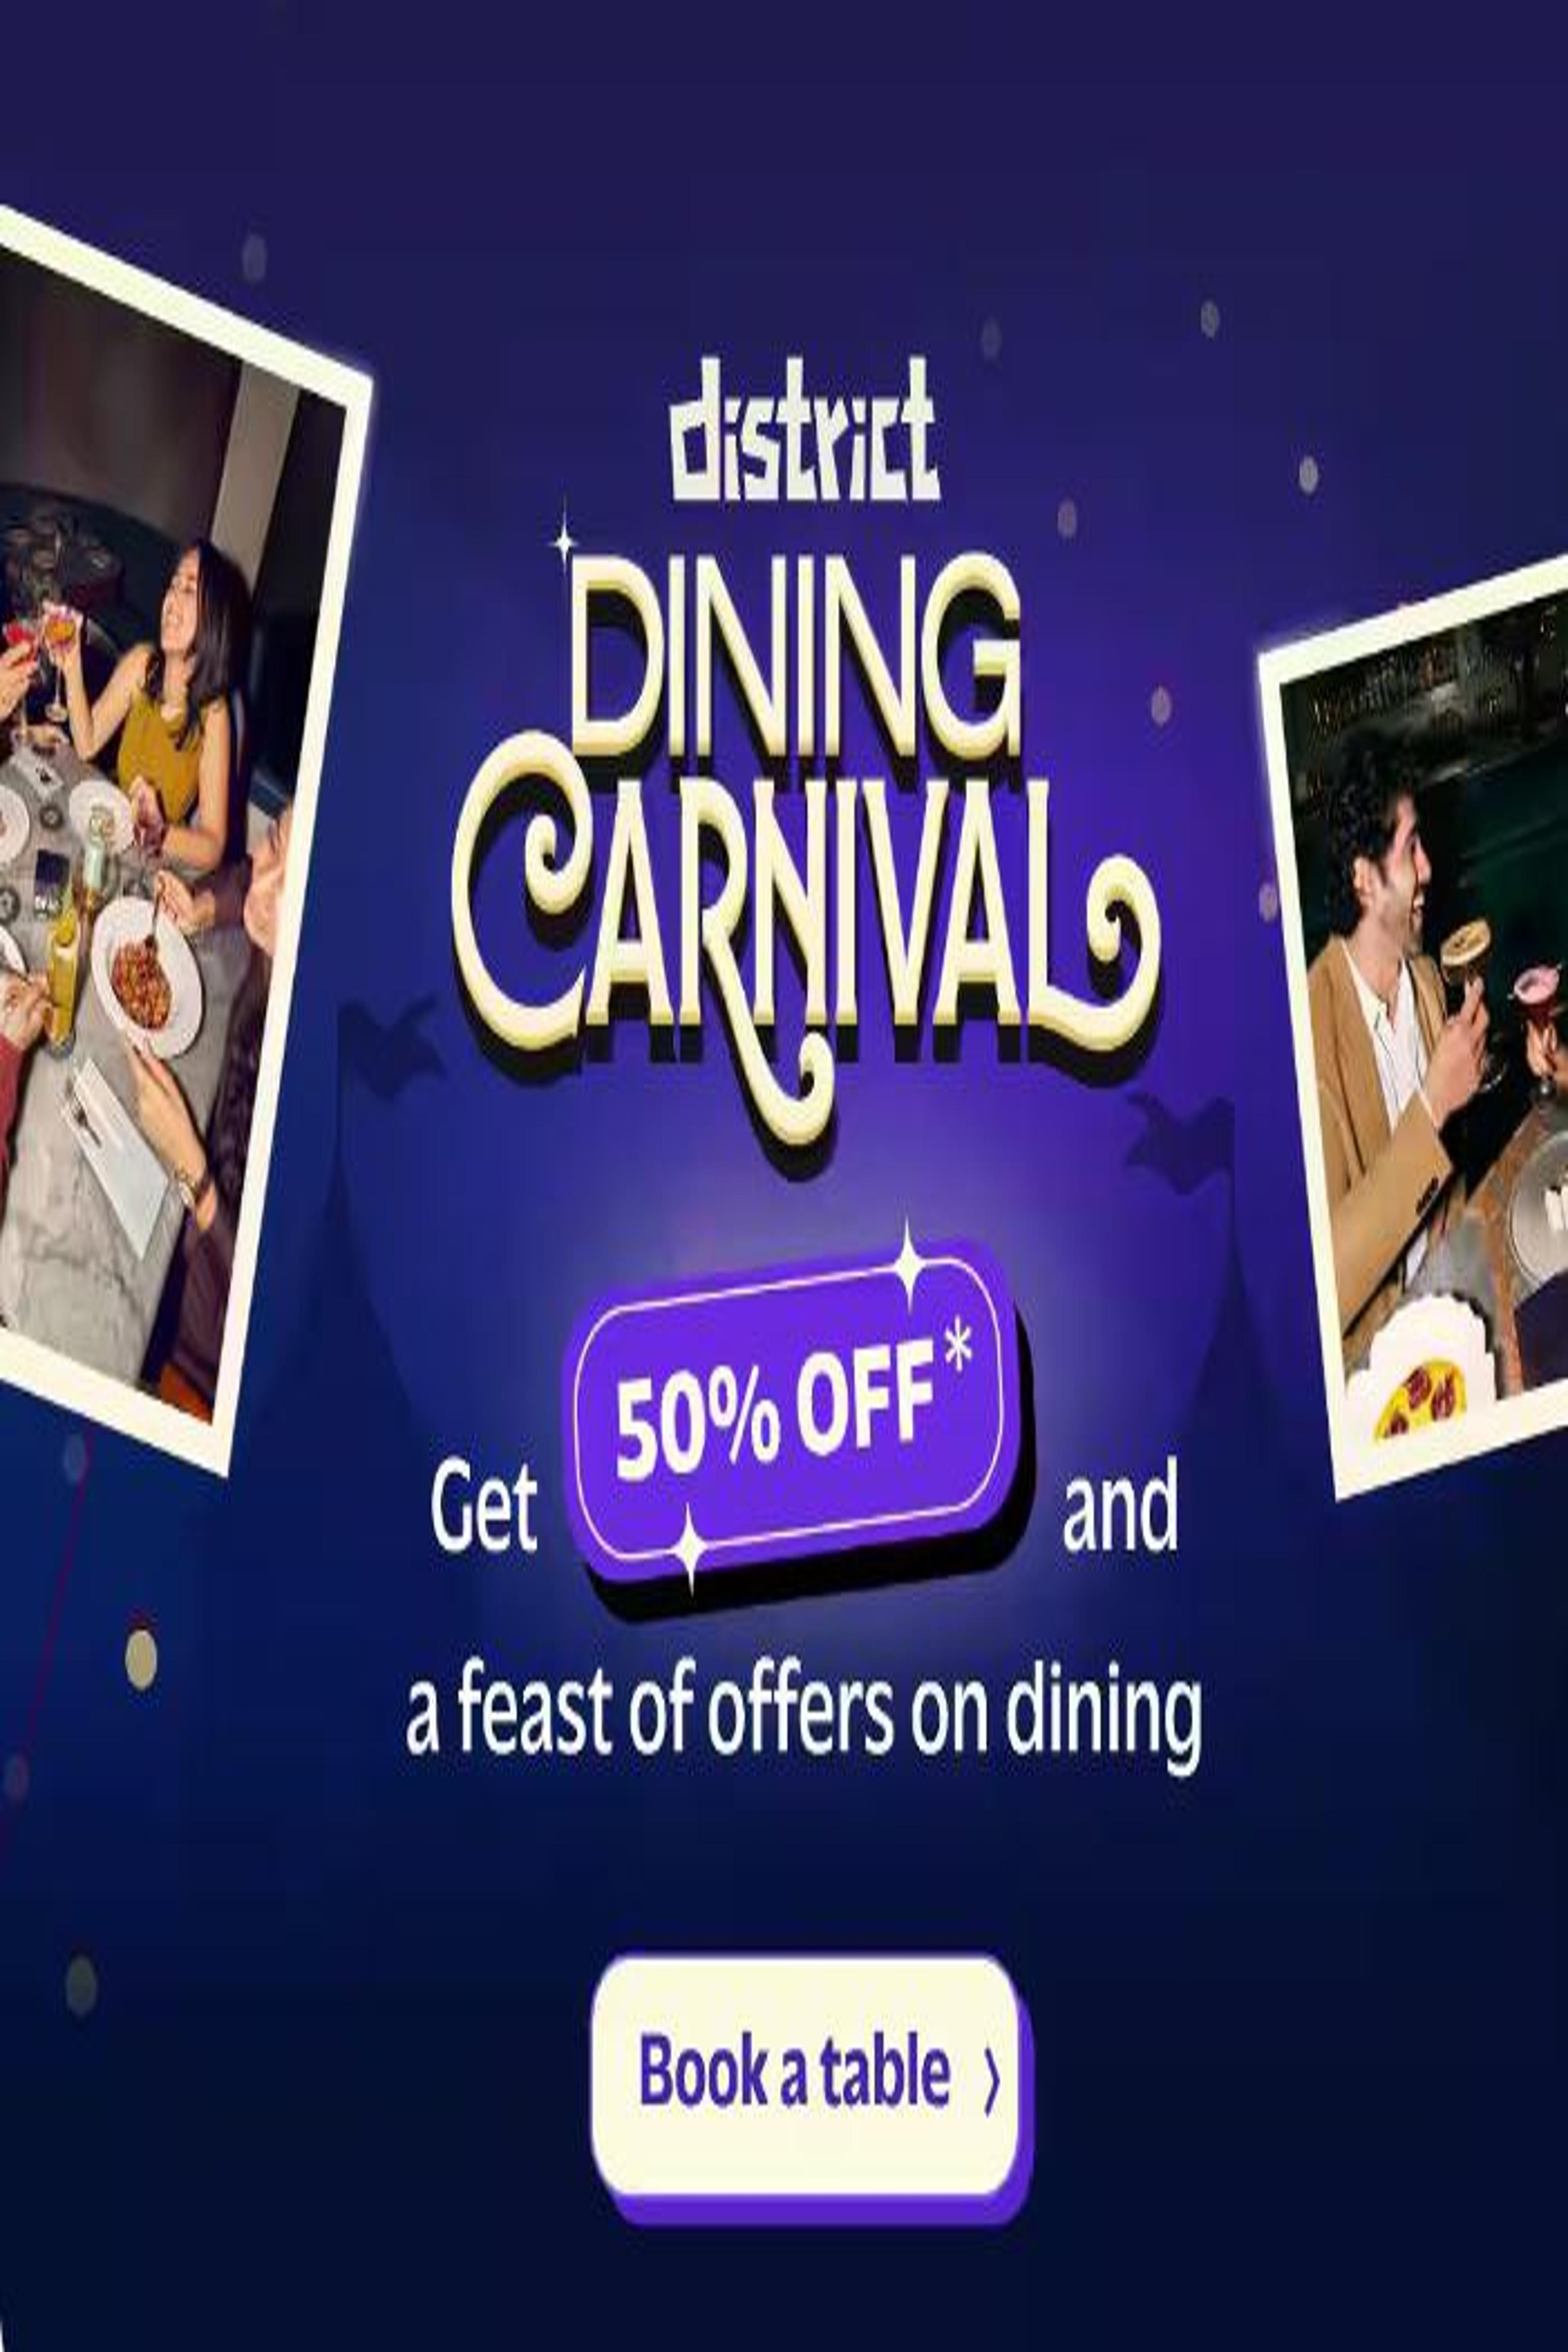 district
DINING
CARNIVAL
50% OFF*
Get and
a feast of offers on dining
Book a table